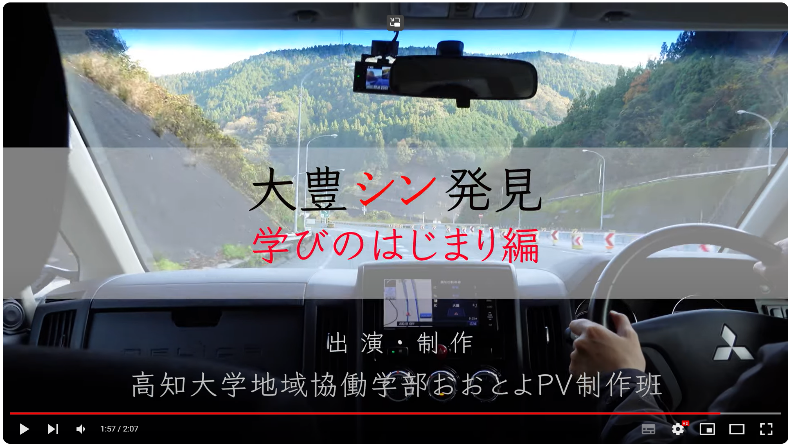 大豊シン発見
学びのはじまり編
DELICA
出演・制作
高知大学地域協働学部おおとよPV制作班
1:57 / 2:07